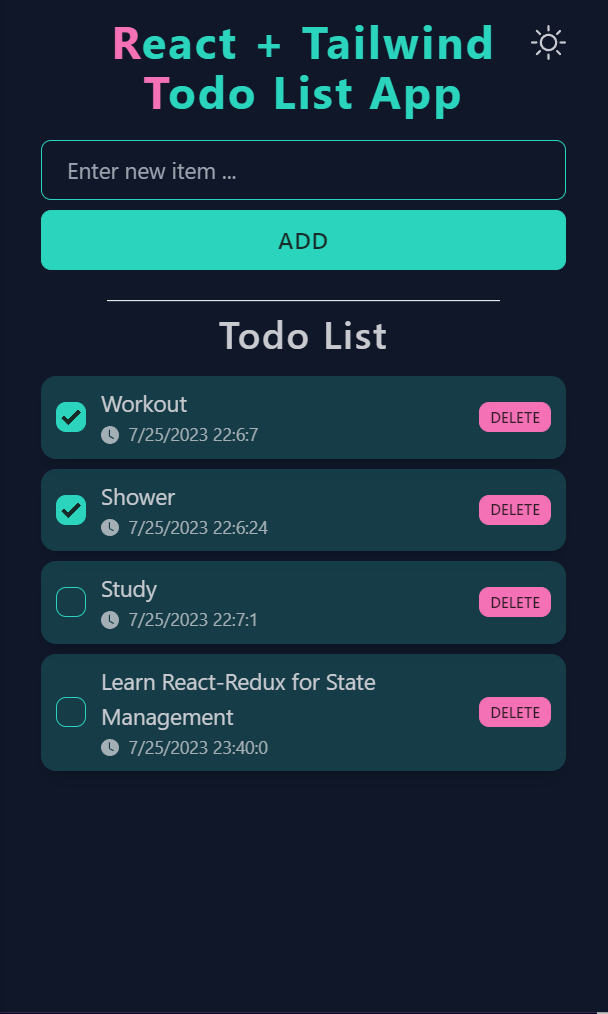 React + Tailwind
Todo List App
Enter new item ...
ADD
Todo List
Workout
7/25/2023 22:6:7
DELETE
Shower
7/25/2023 22:6:24
DELETE
Study
7/25/2023 22:7:1
DELETE
Learn React-Redux for State
Management
7/25/2023 23:40:0
DELETE